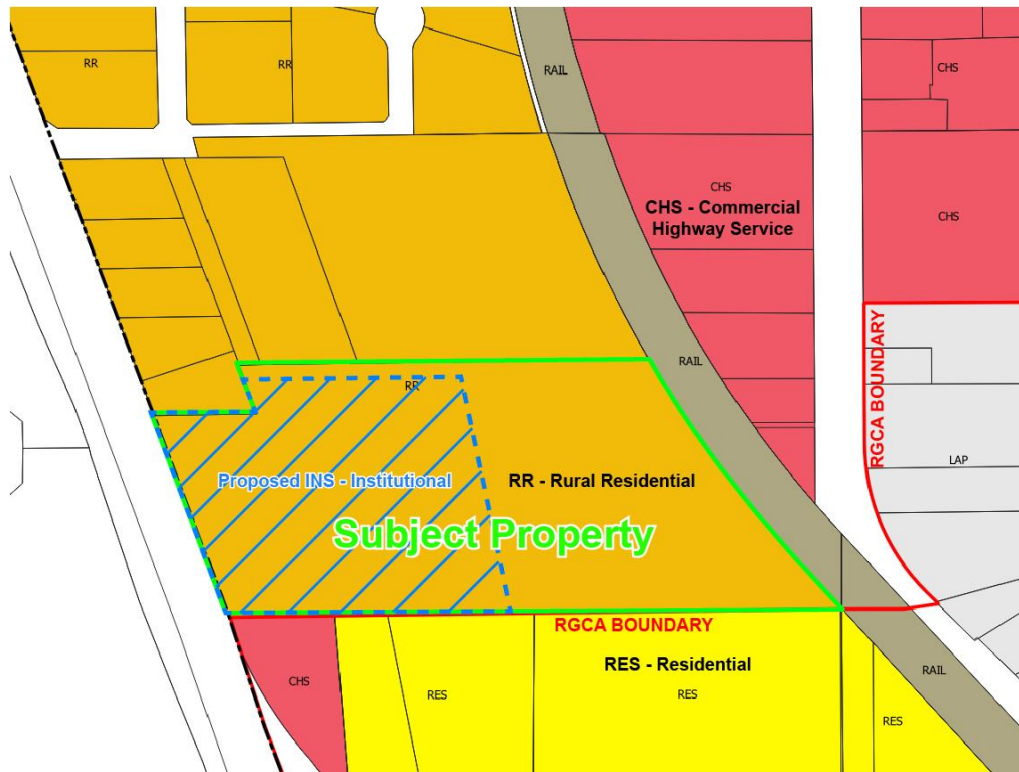 RR
RR
RAIL
CHS
CHS
CHS - Commercial
Highway Service
CHS
RGCA BOUNDARY
RAIL
RR
LAP
Proposed INS - Institutional
RR - Rural Residential
Subject Property
RGCA BOUNDARY
RES - Residential
CHS
RES
RES
RAIL
RES